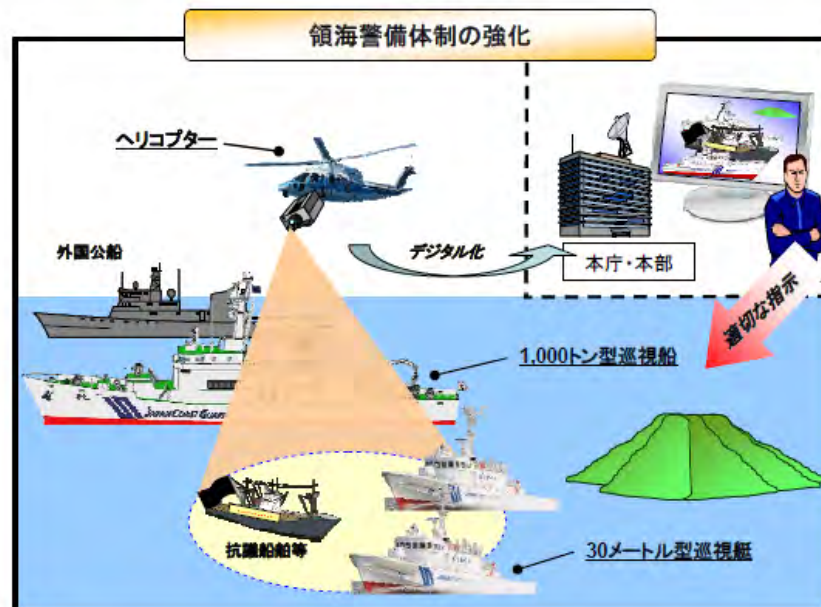 領海警備体制の強化
ヘリコプター
外国公船
デジタル化
本庁・本部
適切な指示
1,000トン型巡視船
JAPAN COAST GUARD
抗議船舶等
30メートル型巡視艇